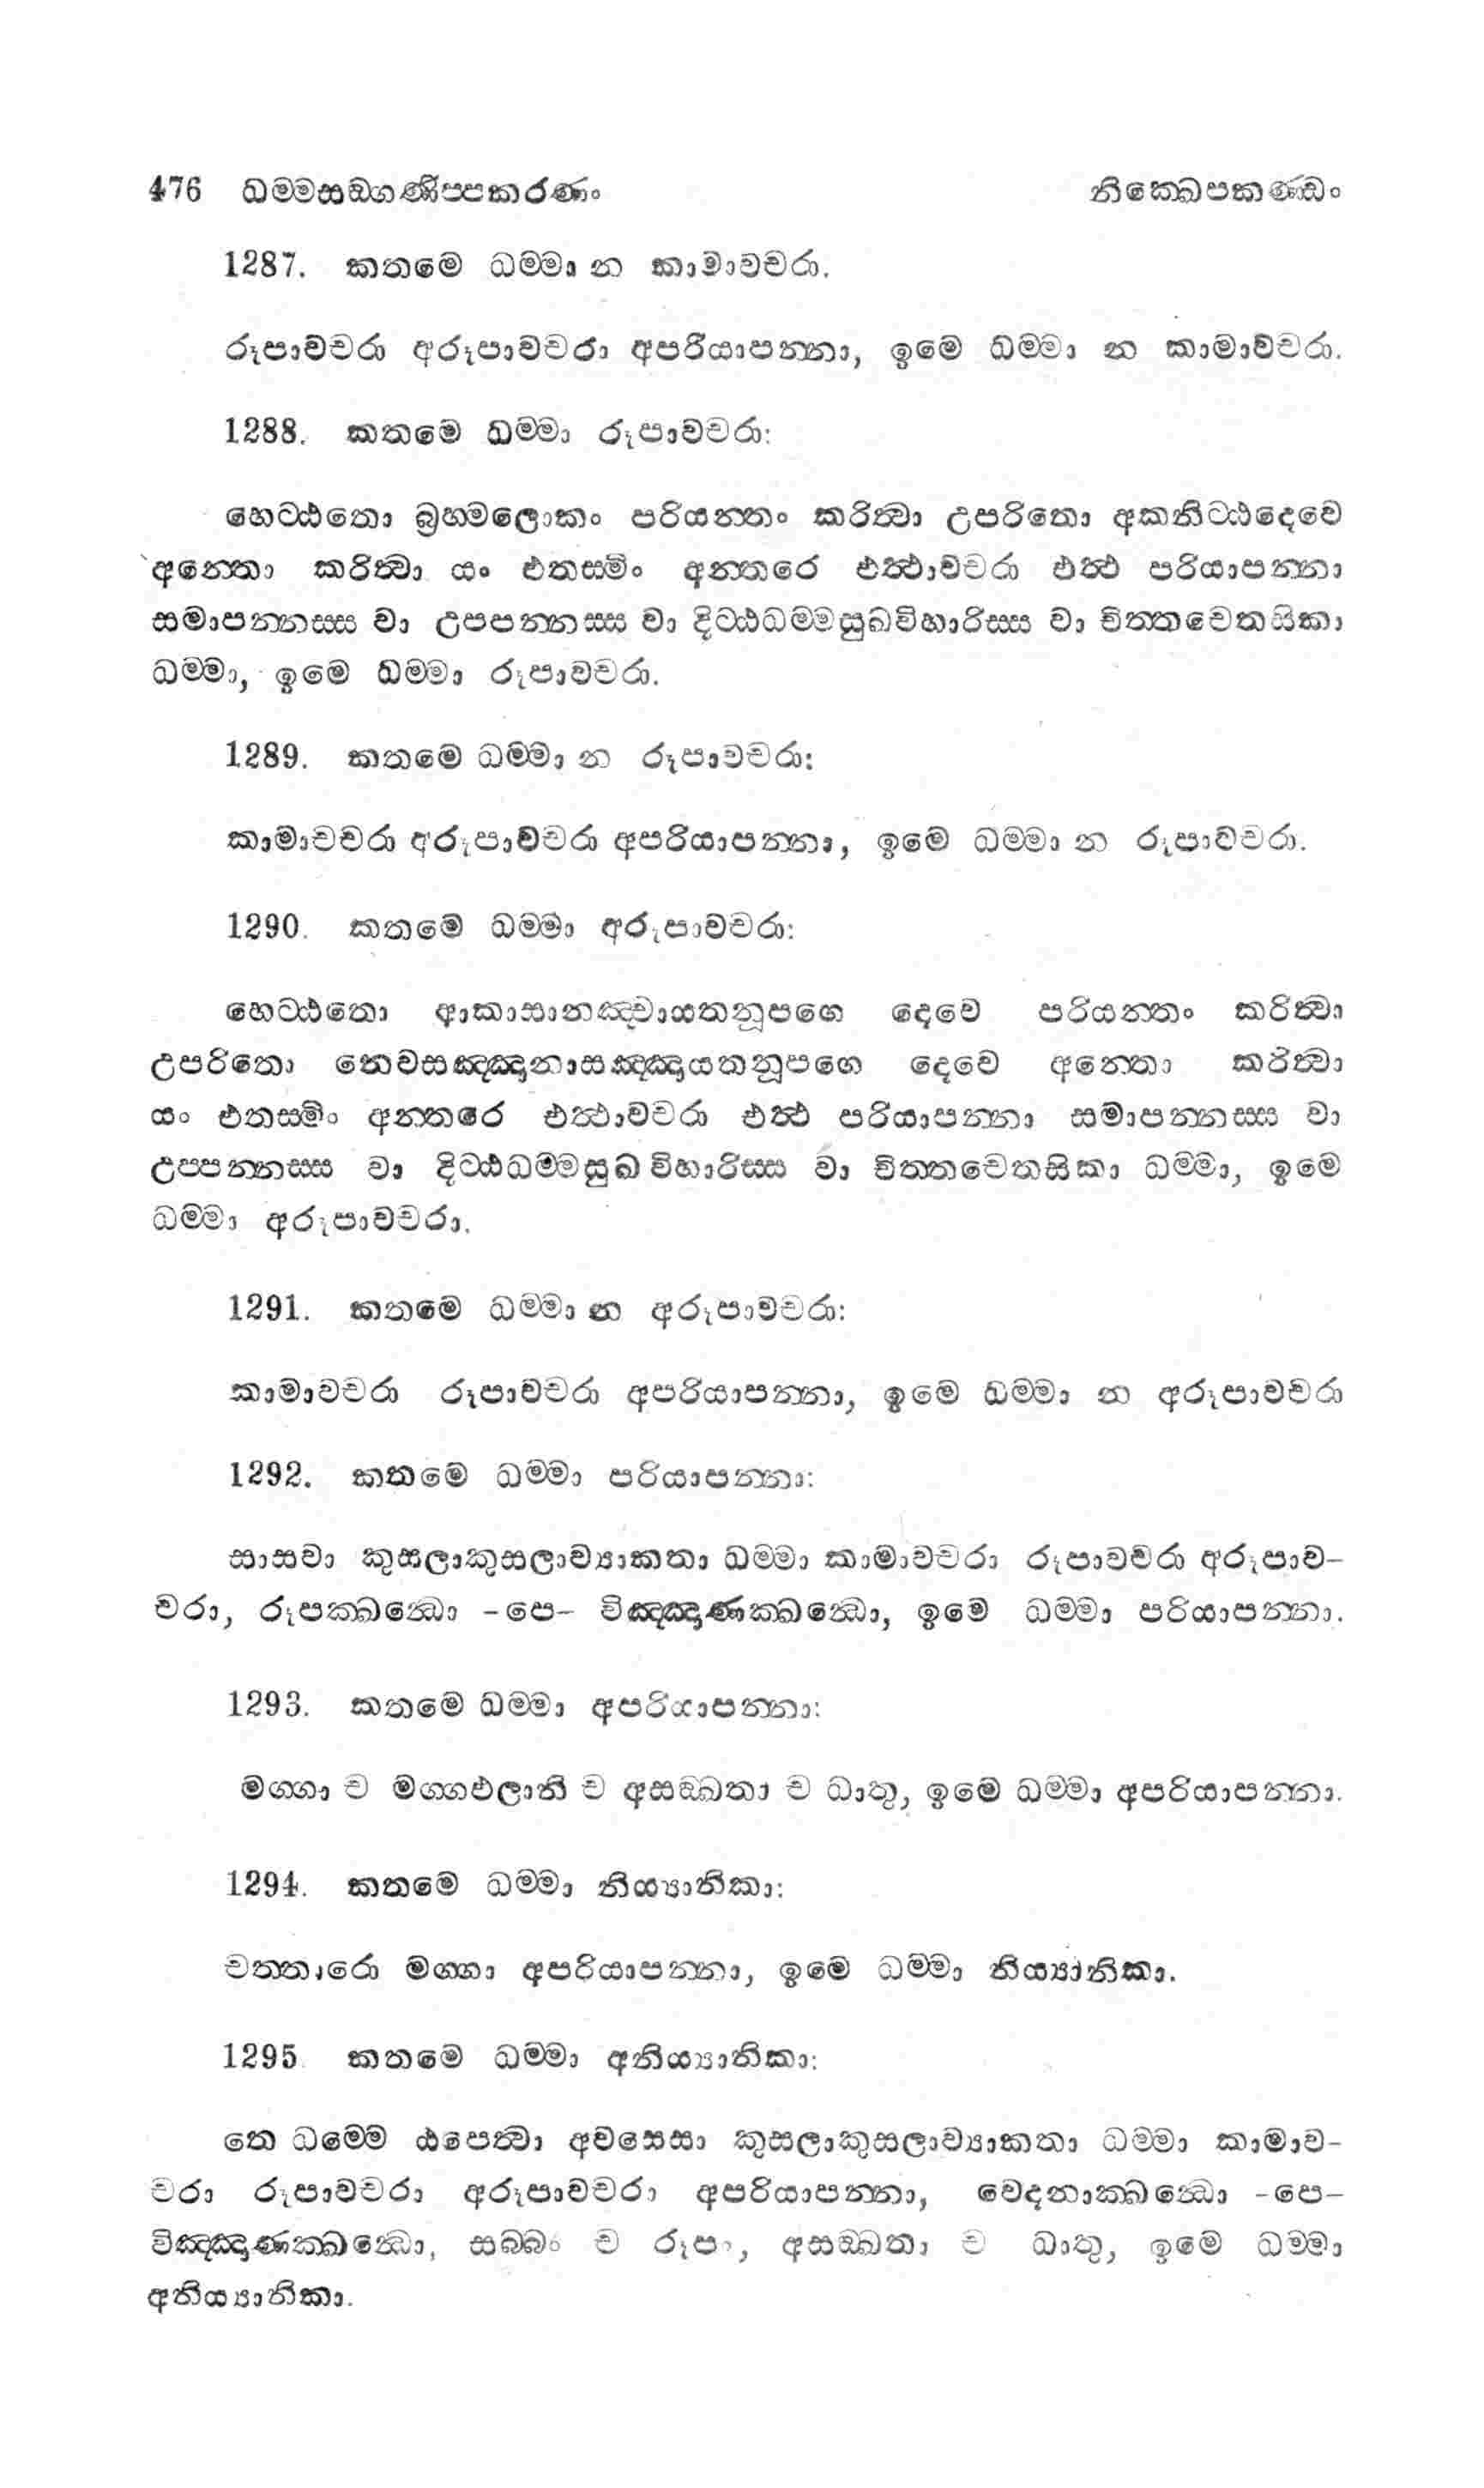 476 ධම්මසඞ්ගණිප්පකරණං නික්ඛෙපකණ්ඩං
1287. කතමෙ ධම්මා න කාමාවචරා.
රූපාවචරා අරූපාවචරා අපරියාපන්නා, ඉමෙ ධම්මා න කාමාවචරා.
1288. කතමෙ ධම්මා රූපාවචරා:
හෙට්ඨතො බ්‍රහ්මලොකං පරියන්තං කරිත්වා උපරිතො අකනිට්ඨදෙවෙ
අන්තො කරිත්වා යං එතස්මිං අන්තරෙ එත්ථාවචරා එත්ථ පරියාපන්නා
සමාපන්නස්ස වා උපපන්නස්ස වා දිට්ඨධම්මසුඛවිහාරිස්ස වා චිත්තචෙතසිකා
ධම්මා, ඉමෙ ධම්මා රූපාවචරා.
1289. කතමෙ ධම්මා න රූපාවචරා:
කාමාවචරා අරූපාවචරා අපරියාපන්නා, ඉමෙ ධම්මා න රූපාවචරා.
1290. කතමෙ ධම්මා අරූපාවචරා:
හෙට්ඨතො ආකාසානඤ්චායතනූපගෙ දෙවෙ පරියන්තං කරිත්වා
උපරිතො නෙවසඤ්ඤානාසඤ්ඤායතනූපගෙ දෙවෙ අන්තො කරිත්වා
යං එතස්මිං අන්තරෙ එත්ථාවචරා එත්ථ පරියාපන්නා සමාපන්නස්ස වා
උප්පන්නස්ස වා දිට්ඨධම්මසුඛවිහාරිස්ස වා චිත්තචෙතසිකා ධම්මා, ඉමෙ
ධම්මා අරූපාවචරා.
1291. කතමෙ ධම්මා න අරූපාවචරා:
කාමාවචරා රූපාවචරා අපරියාපන්නා, ඉමෙ ධම්මා න අරූපාවචරා
1292. කතමෙ ධම්මා පරියාපන්නා:
සාසවා කුසලාකුසලාව්‍යාකතා ධම්මා කාමාවචරා රූපාවචරා අරූපාව-
චරා, රූපක්ඛන්ධො -පෙ- විඤ්ඤාණක්ඛන්ධො, ඉමෙ ධම්මා පරියාපන්නා.
1293. කතමෙ ධම්මා අපරියාපන්නා:
මග්ගා ච මග්ගඵලානි ච අසඞ්ඛතා ච ධාතු, ඉමෙ ධම්මා අපරියාපන්නා.
1294. කතමෙ ධම්මා නිය්‍යානිකා:
චත්තාරො මග්ගා අපරියාපන්නා, ඉමෙ ධම්මා නිය්‍යානිකා.
1295 කතමෙ ධම්මා අනිය්‍යානිකා:
තෙ ධම්මෙ ඨපෙත්වා අවසෙසා කුසලාකුසලාව්‍යාකතා ධම්මා කාමාව-
චරා රූපාවචරා අරූපාවචරා අපරියාපන්නා, වෙදනාක්ඛන්ධො -පෙ-
විඤ්ඤාණක්ඛන්ධො, සබ්බං ච රූපං, අසඞ්ඛතා ච ධාතු, ඉමෙ ධම්මා
අනිය්‍යානිකා.